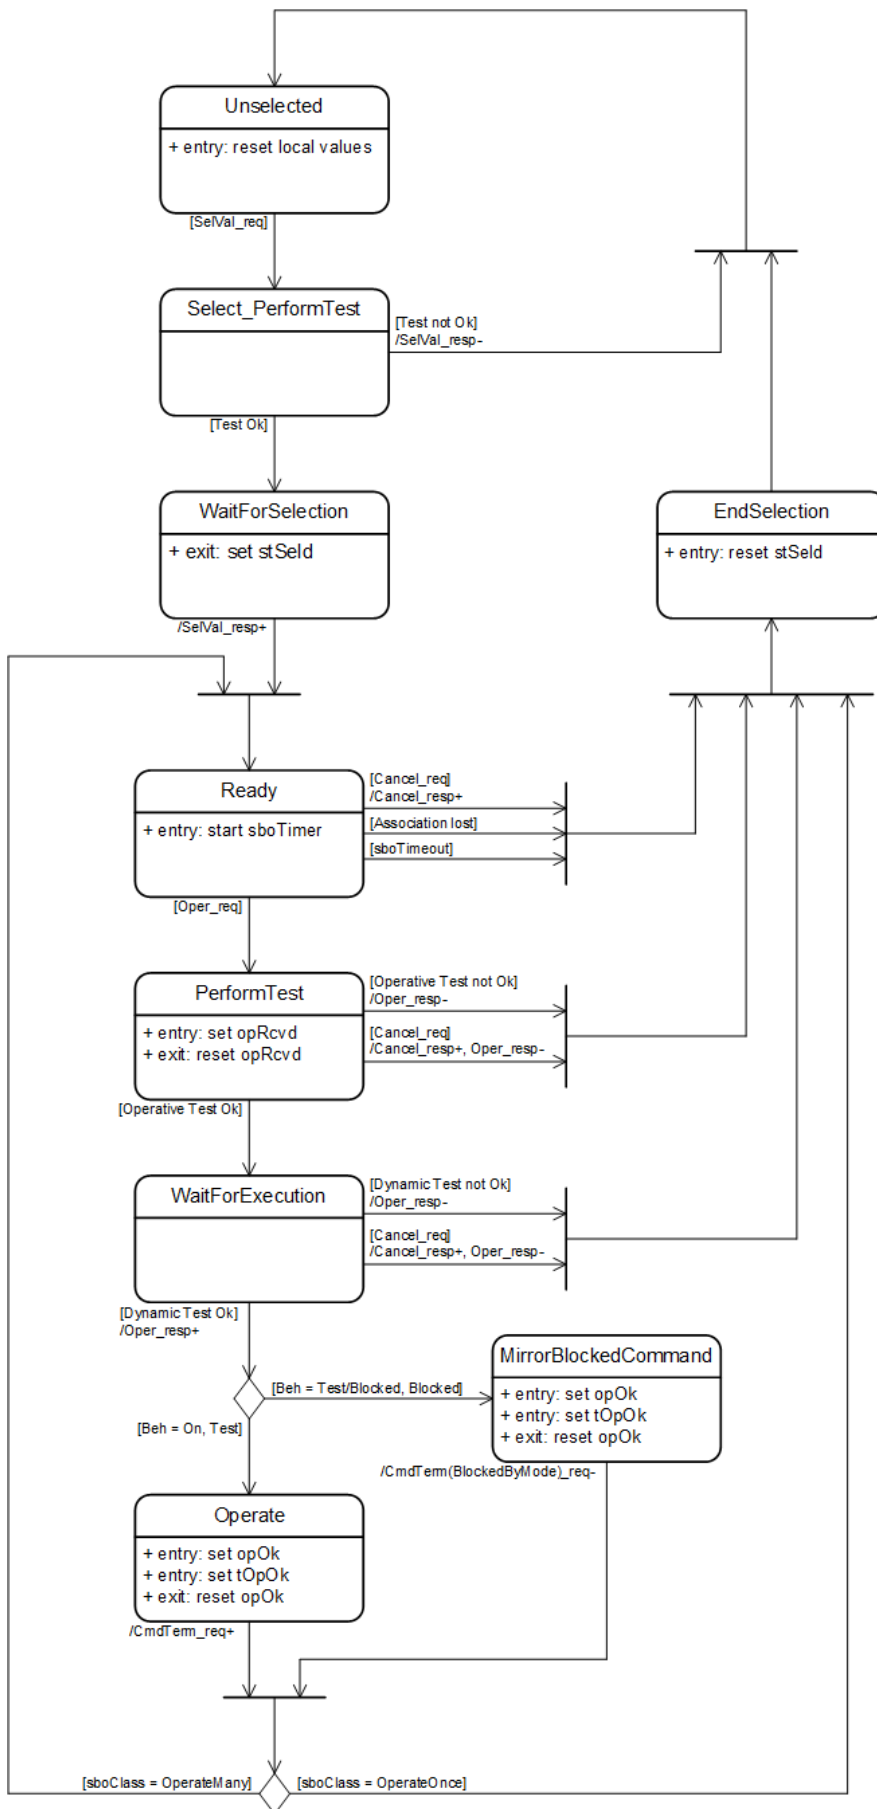 Unselected
+ entry: reset local values
[SelVal_req]
Select_PerformTest
[Test not Ok]
/SelVal_resp-
[Test Ok]
WaitForSelection
+ exit: set stSeld
/SelVal_resp+
EndSelection
+ entry: reset stSeld
Ready
+ entry: start sboTimer
[Cancel_req]
/Cancel_resp+
[Association lost]
[sboTimeout]
[Oper_req]
PerformTest
+ entry: set opRcvd
+ exit: reset opRcvd
[Operative Test not Ok]
/Oper_resp-
[Cancel_req]
/Cancel_resp+, Oper_resp-
[Operative Test Ok]
WaitForExecution
[Dynamic Test not Ok]
/Oper_resp-
[Cancel_req]
/Cancel_resp+, Oper_resp-
[Dynamic Test Ok]
/Oper_resp+
[Beh = Test/Blocked, Blocked]
MirrorBlockedCommand
+ entry: set opOk
+ entry: set tOpOk
+ exit: reset opOk
[Beh = On, Test]
/CmdTerm(BlockedByMode)_req-
Operate
+ entry: set opOk
+ entry: set tOpOk
+ exit: reset opOk
/CmdTerm_req+
[sboClass = OperateMany]
[sboClass = OperateOnce]